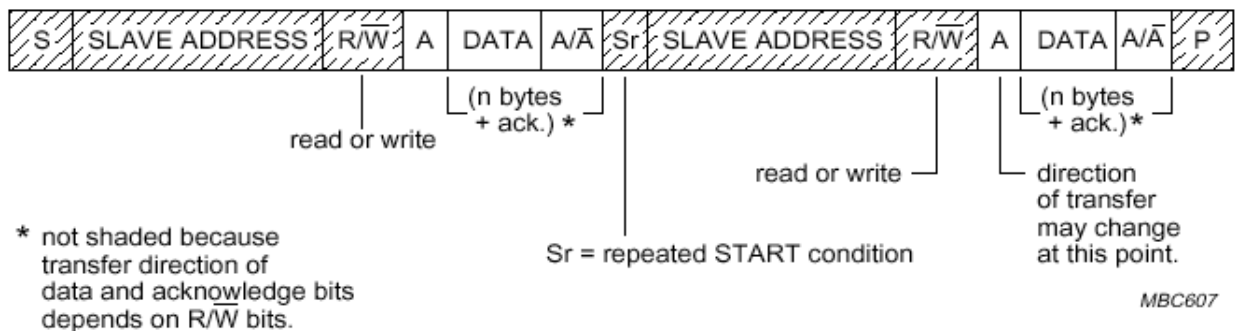 S SLAVE ADDRESS R/W̅ A DATA A/A̅ Sr SLAVE ADDRESS R/W̅ A DATA A/A̅ P
(n bytes
+ ack.) *
read or write
(n bytes
+ ack.) *
read or write
direction
of transfer
may change
at this point.
Sr = repeated START condition
* not shaded because
transfer direction of
data and acknowledge bits
depends on R/W̅ bits.
MBC607